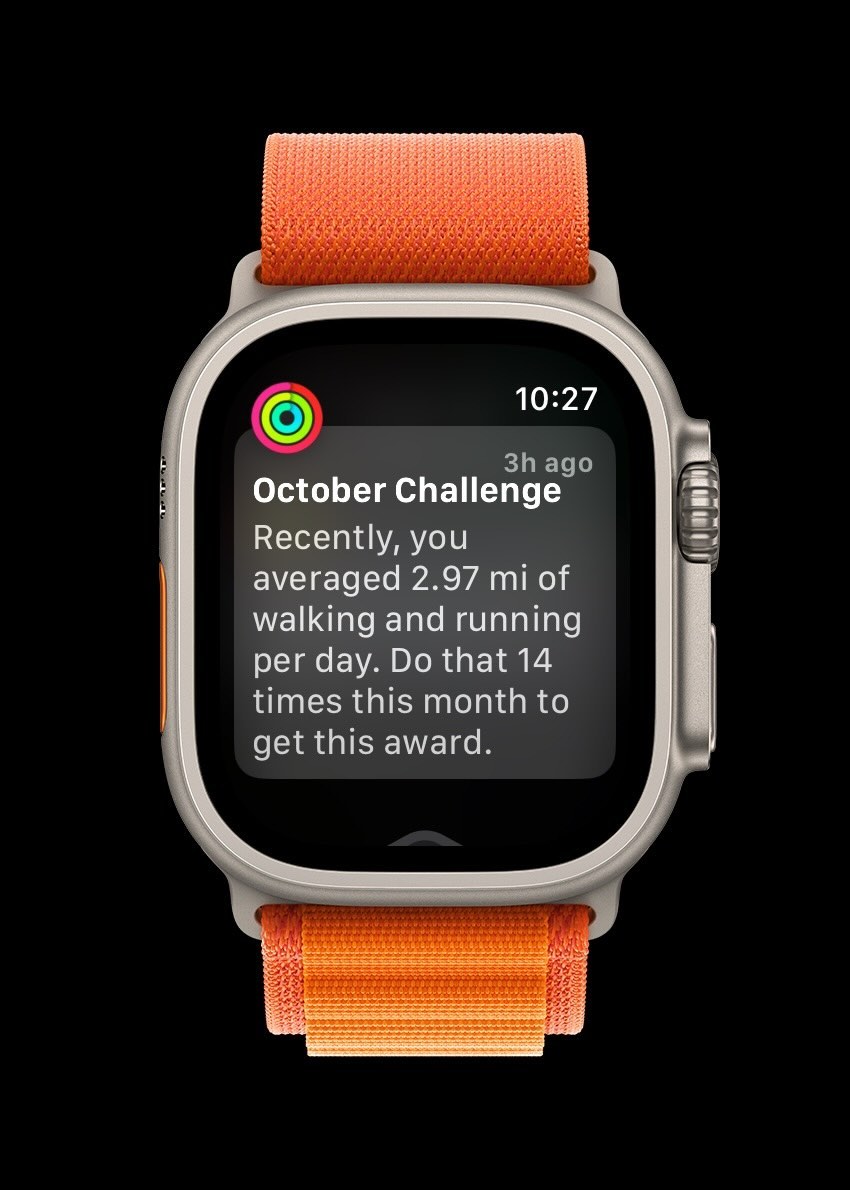 10:27
3h ago
October Challenge
Recently, you
averaged 2.97 mi of
walking and running
per day. Do that 14
times this month to
get this award.